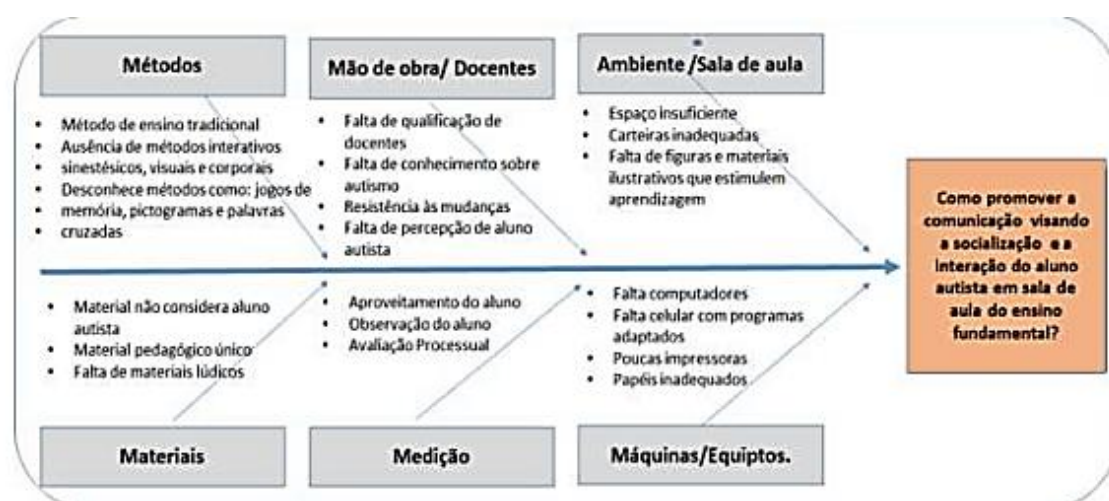 Métodos
Mão de obra/ Docentes
Ambiente /Sala de aula
• Método de ensino tradicional
• Ausência de métodos interativos
• sinestésicos, visuais e corporais
• Desconhece métodos como: jogos de
• memória, pictogramas e palavras
• cruzadas
• Falta de qualificação de
docentes
• Falta de conhecimento sobre
autismo
• Resistência às mudanças
• Falta de percepção de aluno
autista
• Espaço insuficiente
• Carteiras inadequadas
• Falta de figuras e materiais
ilustrativos que estimulem
aprendizagem
Como promover a
comunicação visando
a socialização e a
interação do aluno
autista em sala de
aula do ensino
fundamental?
• Material não considera aluno
autista
• Material pedagógico único
• Falta de materiais lúdicos
• Aproveitamento do aluno
• Observação do aluno
• Avaliação Processual
• Falta computadores
• Falta celular com programas
adaptados
• Poucas impressoras
• Papéis inadequados
Materiais
Medição
Máquinas/Equiptos.